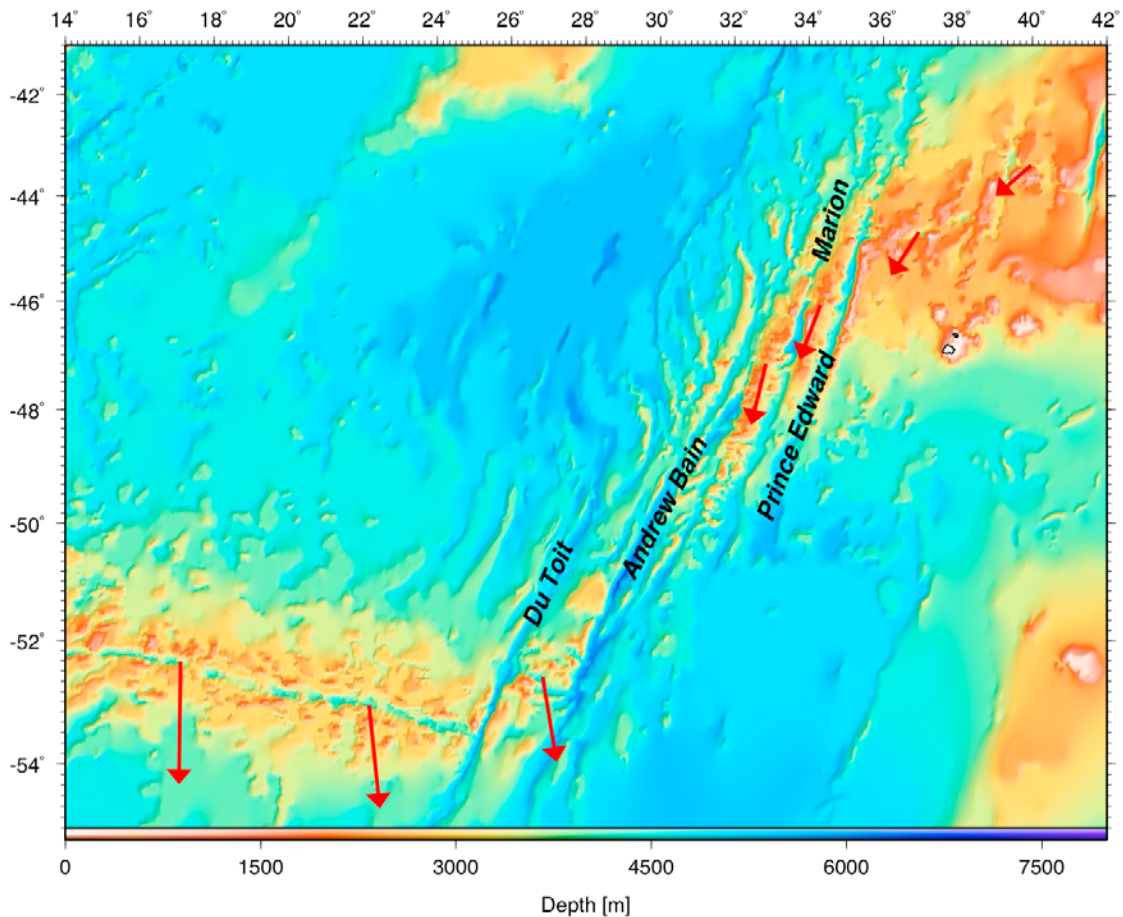 14° 16° 18° 20° 22° 24° 26° 28° 30° 32° 34° 36° 38° 40° 42°
-42°
-44°
Marion
-46°
-48°
Prince Edward
Andrew Bain
-50°
Du Toit
-52°
-54°
0 1500 3000 4500 6000 7500
Depth [m]